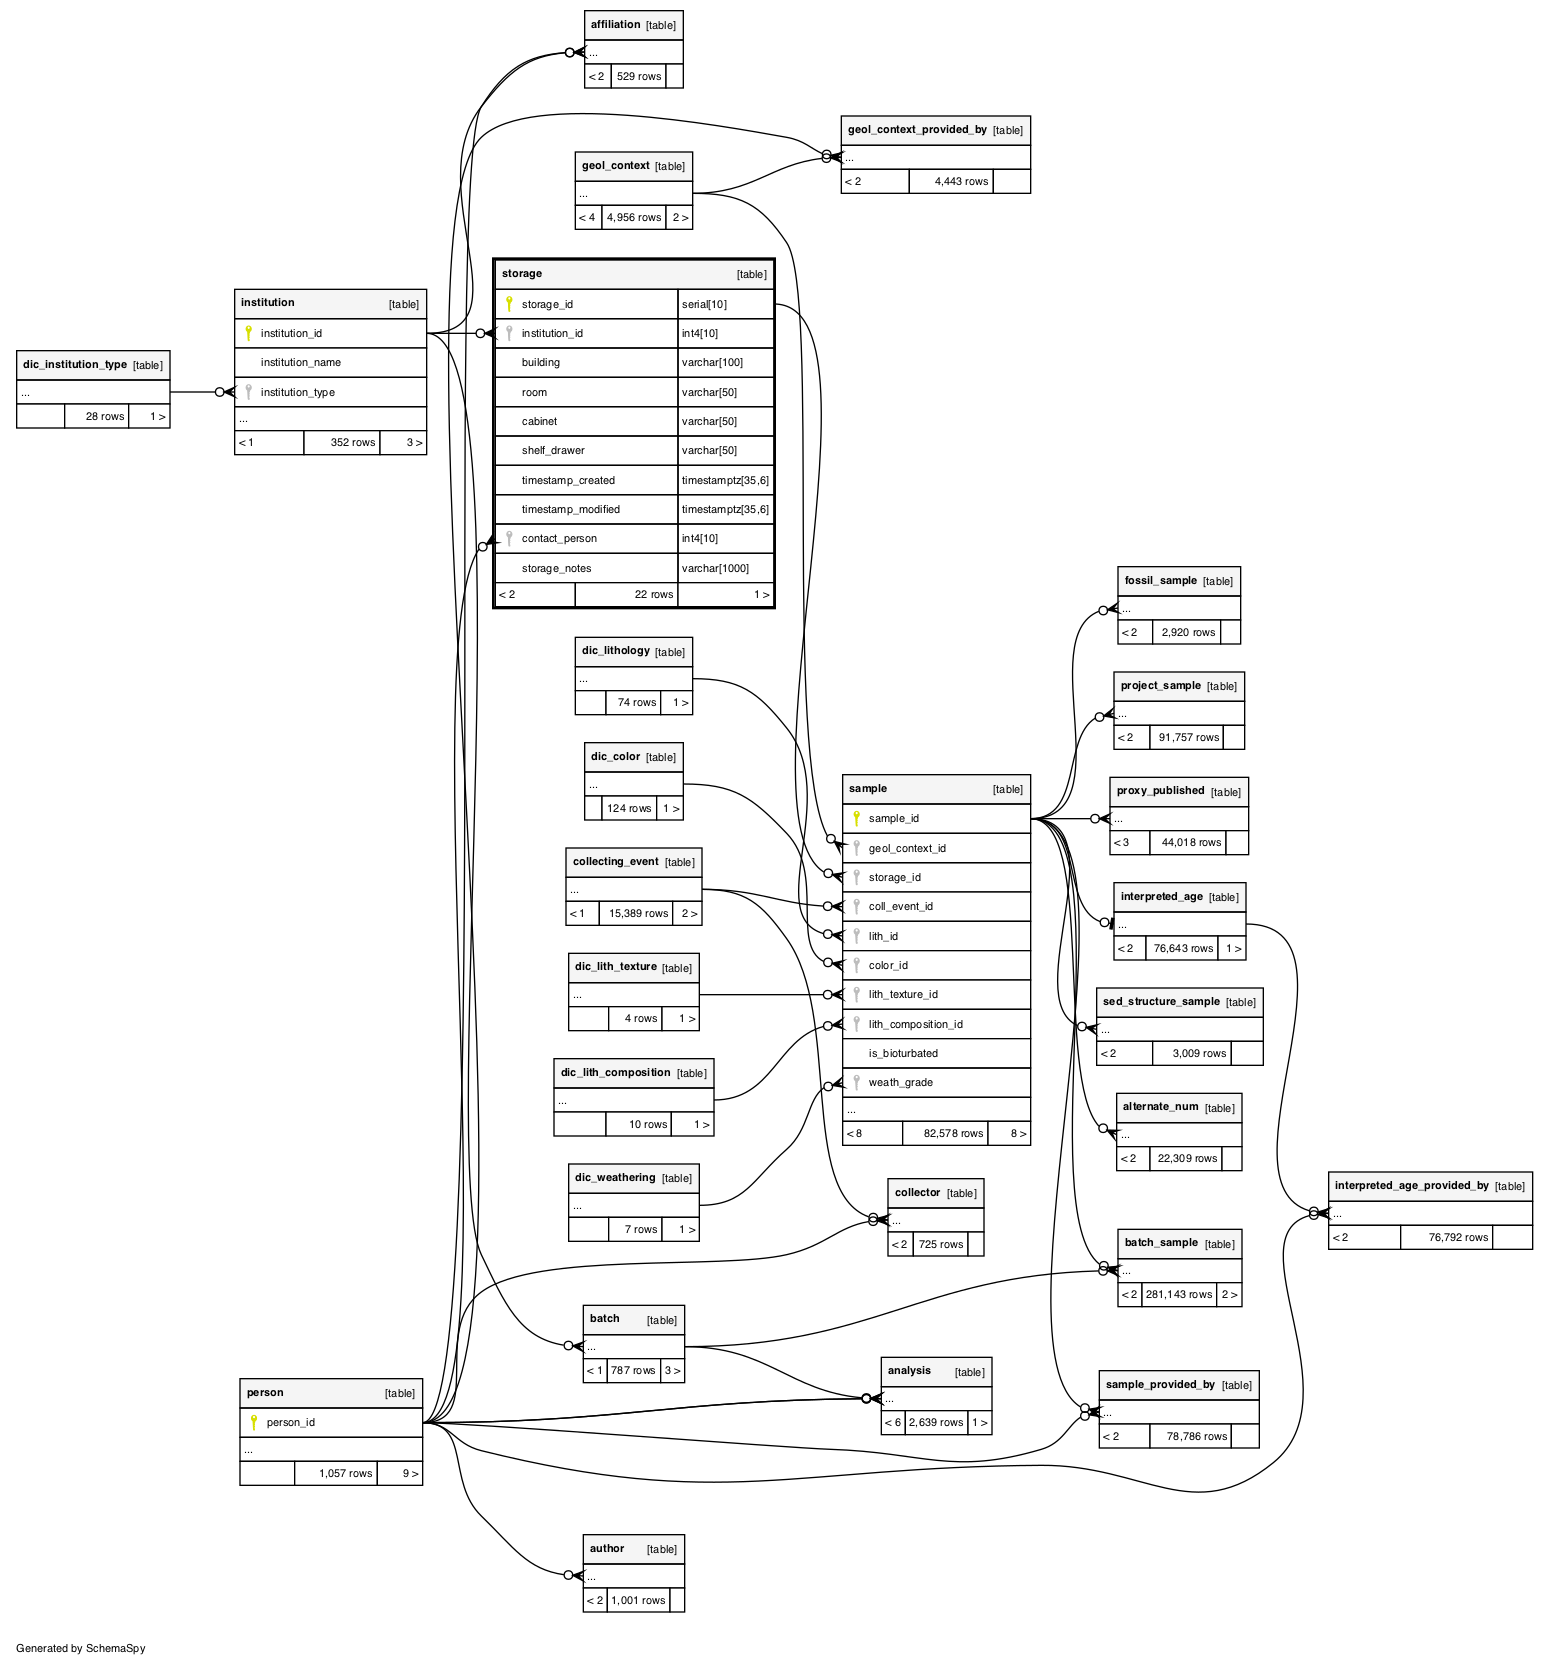 affiliation [table]
...
< 2 529 rows
geol_context_provided_by [table]
...
< 2 4,443 rows
geol_context [table]
...
< 4 4,956 rows 2 >
storage [table]
storage_id serial[10]
institution_id int4[10]
building varchar[100]
room varchar[50]
cabinet varchar[50]
shelf_drawer varchar[50]
timestamp_created timestamptz[35,6]
timestamp_modified timestamptz[35,6]
contact_person int4[10]
storage_notes varchar[1000]
< 2 22 rows 1 >
institution [table]
institution_id
institution_name
institution_type
...
< 1 352 rows 3 >
dic_institution_type [table]
...
28 rows 1 >
dic_lithology [table]
...
74 rows 1 >
dic_color [table]
...
124 rows 1 >
collecting_event [table]
...
< 1 15,389 rows 2 >
dic_lith_texture [table]
...
4 rows 1 >
dic_lith_composition [table]
...
10 rows 1 >
dic_weathering [table]
...
7 rows 1 >
sample [table]
sample_id
geol_context_id
storage_id
coll_event_id
lith_id
color_id
lith_texture_id
lith_composition_id
is_bioturbated
weath_grade
...
< 8 82,578 rows 8 >
fossil_sample [table]
...
< 2 2,920 rows
project_sample [table]
...
< 2 91,757 rows
proxy_published [table]
...
< 3 44,018 rows
interpreted_age [table]
...
< 2 76,643 rows 1 >
sed_structure_sample [table]
...
< 2 3,009 rows
alternate_num [table]
...
< 2 22,309 rows
interpreted_age_provided_by [table]
...
< 2 76,792 rows
collector [table]
...
< 2 725 rows
batch_sample [table]
...
< 2 281,143 rows 2 >
batch [table]
...
< 1 787 rows 3 >
analysis [table]
...
< 6 2,639 rows 1 >
sample_provided_by [table]
...
< 2 78,786 rows
person [table]
person_id
...
1,057 rows 9 >
author [table]
...
< 2 1,001 rows
Generated by SchemaSpy